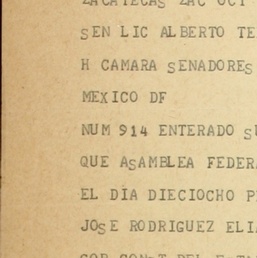 ZACATECAS ZAC OCT
SEN LIC ALBERTO TE
H CAMARA SENADORES
MEXICO DF
NUM 914 ENTERADO SU
QUE ASAMBLEA FEDERA
EL DÍA DIECIOCHO P
JOSE RODRIGUEZ ELIA